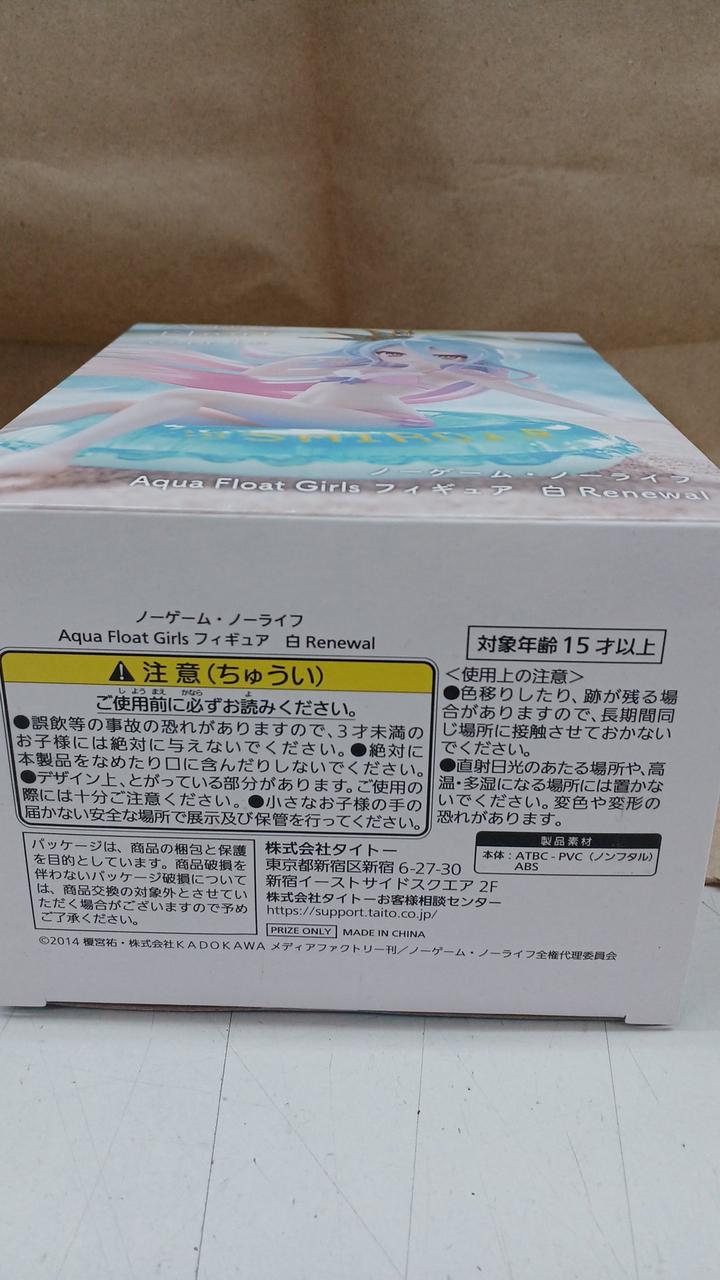 ノーゲーム・ノーライフ
Aqua Float Girls フィギュア 白 Renewal
ノーゲーム・ノーライフ
Aqua Float Girls フィギュア 白 Renewal
対象年齢 15 才以上
注意(ちゅうい)
ご使用前に必ずお読みください。
●誤飲等の事故の恐れがありますので、3才未満の
お子様には絶対に与えないでください。●絶対に
本製品をなめたり口に含んだりしないでください。
●デザイン上、とがっている部分があります。ご使用の
際には十分ご注意ください。●小さなお子様の手の
届かない安全な場所で展示及び保管を行ってください。
<使用上の注意>
●色移りしたり、跡が残る場
合がありますので、長期間同
じ場所に接触させておかない
でください。
●直射日光のあたる場所や、高
温・多湿になる場所には置かな
いでください。変色や変形の
恐れがあります。
製品素材
本体:ATBC-PVC(ノンフタル)
ABS
パッケージは、商品の梱包と保護
を目的としています。商品破損を
伴わないパッケージ破損について
は、商品交換の対象外とさせてい
ただく場合がございますので予め
ご了承ください。
株式会社タイトー
東京都新宿区新宿 6-27-30
新宿イーストサイドスクエア 2F
株式会社タイトーお客様相談センター
https://support.taito.co.jp/
PRIZE ONLY MADE IN CHINA
©2014 榎宮祐・株式会社KADOKAWA メディアファクトリー刊/ノーゲーム・ノーライフ全権代理委員会